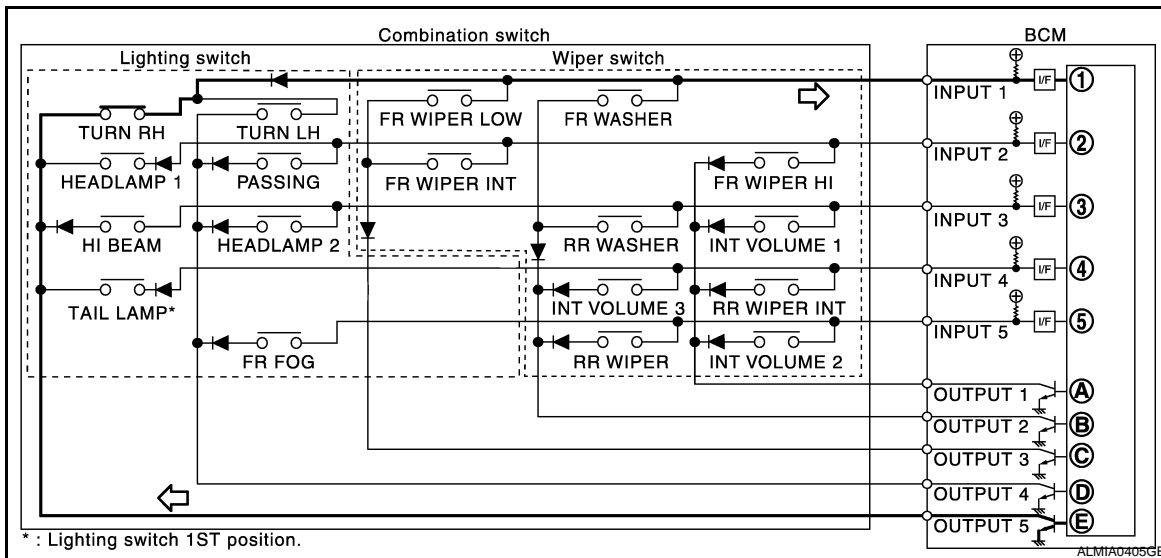 Combination switch BCM
Lighting switch Wiper switch
INPUT 1 I/F 1
TURN RH TURN LH FR WIPER LOW FR WASHER
INPUT 2 I/F 2
HEADLAMP 1 PASSING FR WIPER INT FR WIPER HI
INPUT 3 I/F 3
HI BEAM HEADLAMP 2 RR WASHER INT VOLUME 1
INPUT 4 I/F 4
TAIL LAMP* INT VOLUME 3 RR WIPER INT
INPUT 5 I/F 5
FR FOG RR WIPER INT VOLUME 2
OUTPUT 1 A
OUTPUT 2 B
OUTPUT 3 C
OUTPUT 4 D
OUTPUT 5 E
* : Lighting switch 1ST position.
ALMIA0405GB